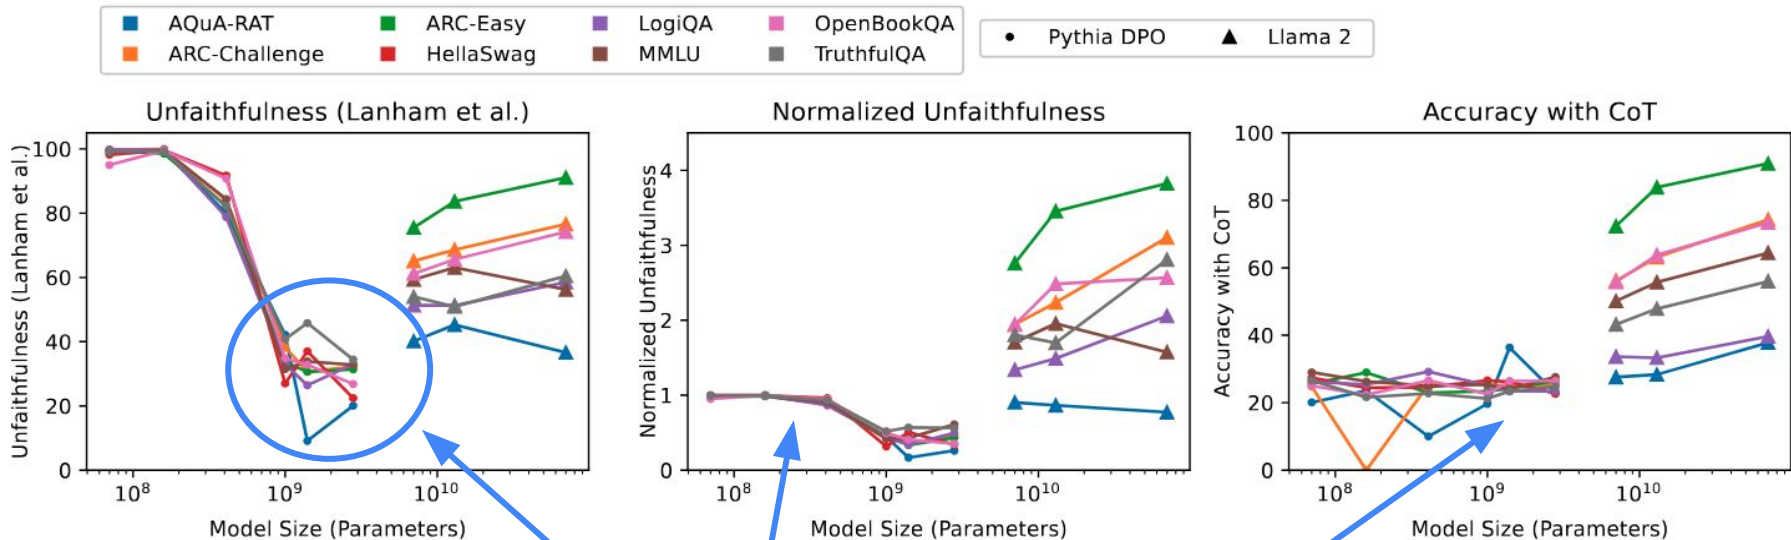 AQuA-RAT ARC-Easy LogiQA OpenBookQA
ARC-Challenge HellaSwag MMLU TruthfulQA
Pythia DPO Llama 2
Unfaithfulness (Lanham et al.)
Unfaithfulness (Lanham et al.)
100
80
60
40
20
0
10⁸ 10⁹ 10¹⁰
Model Size (Parameters)
Normalized Unfaithfulness
Normalized Unfaithfulness
4
3
2
1
0
10⁸ 10⁹ 10¹⁰
Model Size (Parameters)
Accuracy with CoT
Accuracy with CoT
100
80
60
40
20
0
10⁸ 10⁹ 10¹⁰
Model Size (Parameters)